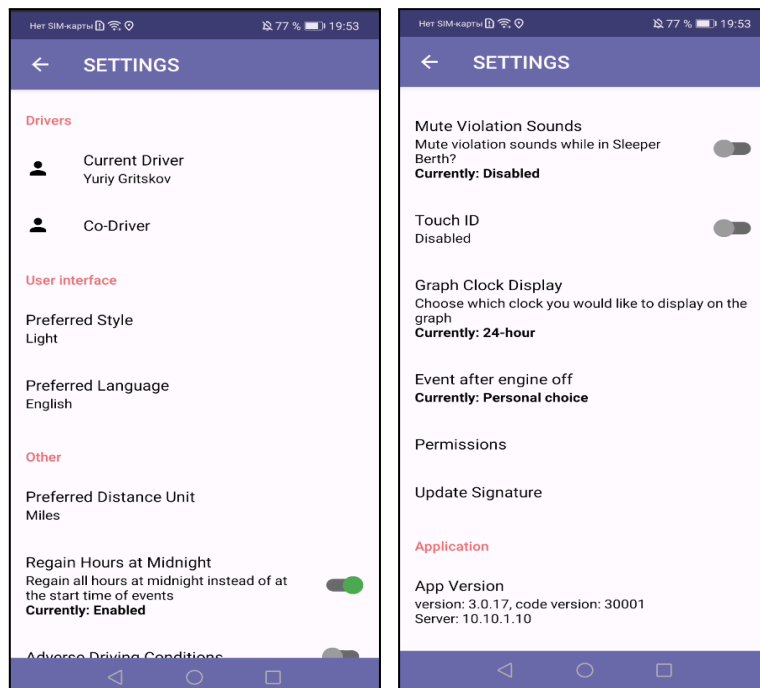 Нет SIM-карты
77 %
19:53
SETTINGS
Drivers
Current Driver
Yuriy Gritskov
Co-Driver
User interface
Preferred Style
Light
Preferred Language
English
Other
Preferred Distance Unit
Miles
Regain Hours at Midnight
Regain all hours at midnight instead of at
the start time of events
Currently: Enabled
Adverse Driving Conditions
Нет SIM-карты
77 %
19:53
SETTINGS
Mute Violation Sounds
Mute violation sounds while in Sleeper
Berth?
Currently: Disabled
Touch ID
Disabled
Graph Clock Display
Choose which clock you would like to display on the
graph
Currently: 24-hour
Event after engine off
Currently: Personal choice
Permissions
Update Signature
Application
App Version
version: 3.0.17, code version: 30001
Server: 10.10.1.10